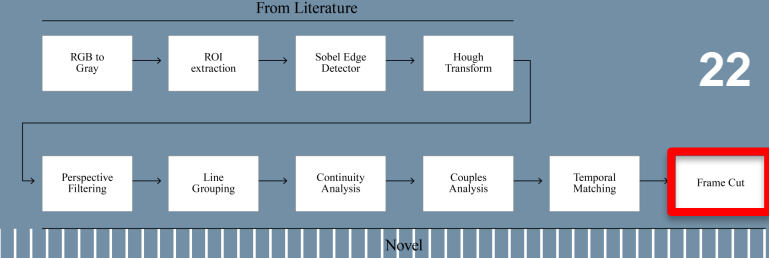 From Literature
RGB to
Gray
ROI
extraction
Sobel Edge
Detector
Hough
Transform
22
Perspective
Filtering
Line
Grouping
Continuity
Analysis
Couples
Analysis
Temporal
Matching
Frame Cut
Novel